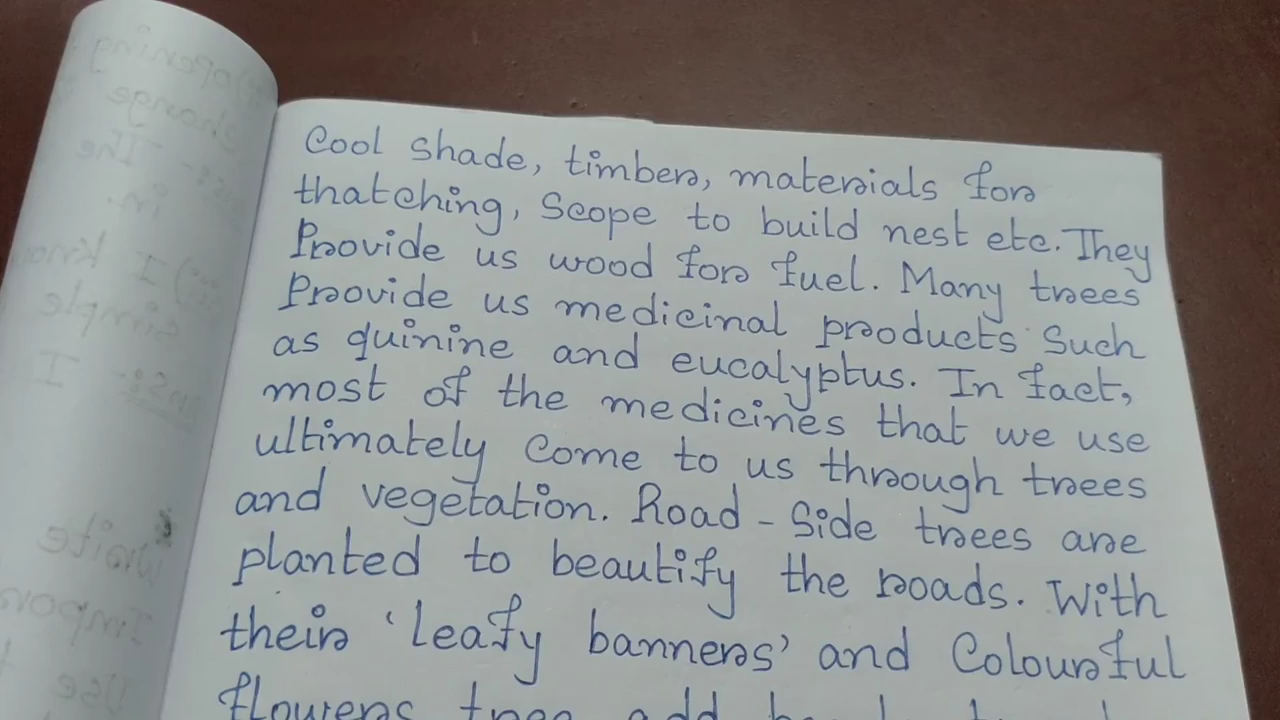 Cool shade, timber, materials for
thatching, Scope to build nest etc. They
Provide us wood for fuel. Many trees
Provide us medicinal products Such
as quinine and eucalyptus. In fact,
most of the medicines that we use
ultimately Come to us through trees
and vegetation. Road - Side trees are
planted to beautify the roads. With
their 'leafy banners' and Colourful
flowers